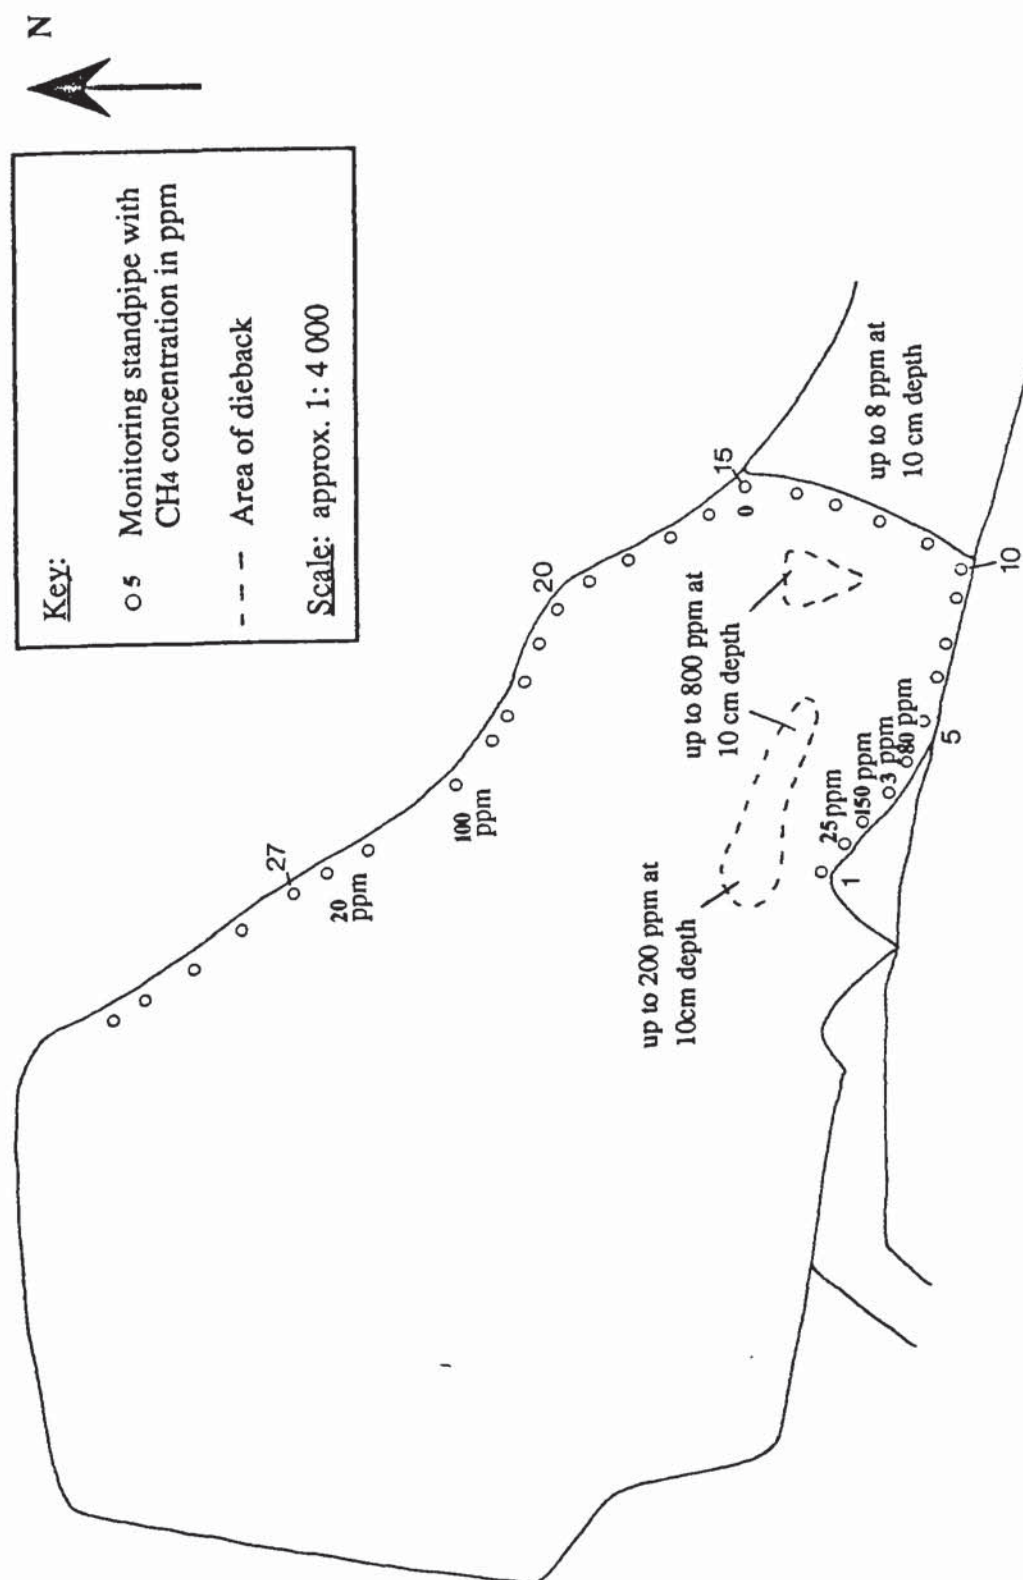 N
Key:
○ 5 Monitoring standpipe with
CH4 concentration in ppm
- - - Area of dieback
Scale: approx. 1: 4 000
27
20
ppm
100
ppm
20
15
0
up to 8 ppm at
10 cm depth
10
up to 800 ppm at
10 cm depth
up to 200 ppm at
10cm depth
25 ppm
150 ppm
3 ppm
80 ppm
5
1